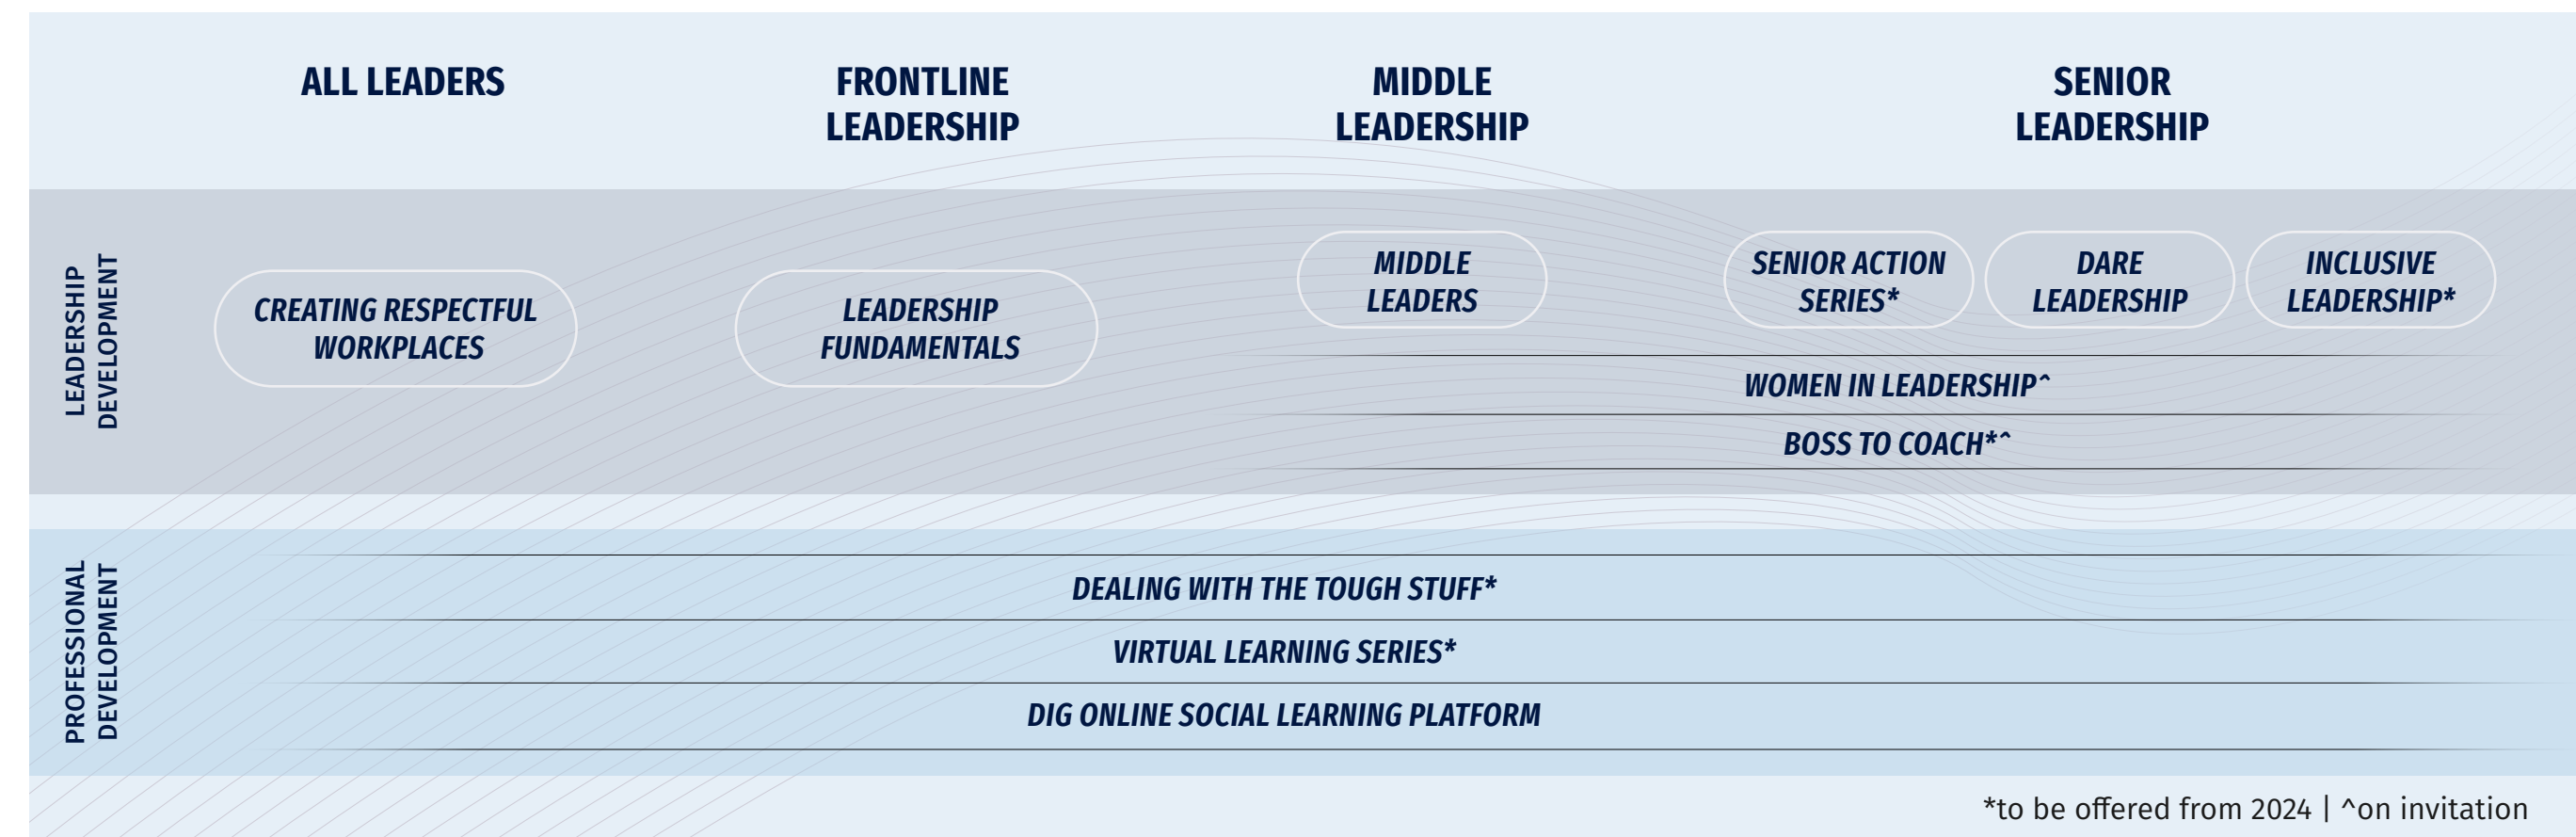 ALL LEADERS
FRONTLINE
LEADERSHIP
MIDDLE
LEADERSHIP
SENIOR
LEADERSHIP
LEADERSHIP
DEVELOPMENT
CREATING RESPECTFUL
WORKPLACES
LEADERSHIP
FUNDAMENTALS
MIDDLE
LEADERS
SENIOR ACTION
SERIES*
DARE
LEADERSHIP
INCLUSIVE
LEADERSHIP*
WOMEN IN LEADERSHIP^
BOSS TO COACH*^
PROFESSIONAL
DEVELOPMENT
DEALING WITH THE TOUGH STUFF*
VIRTUAL LEARNING SERIES*
DIG ONLINE SOCIAL LEARNING PLATFORM
*to be offered from 2024 | ^on invitation